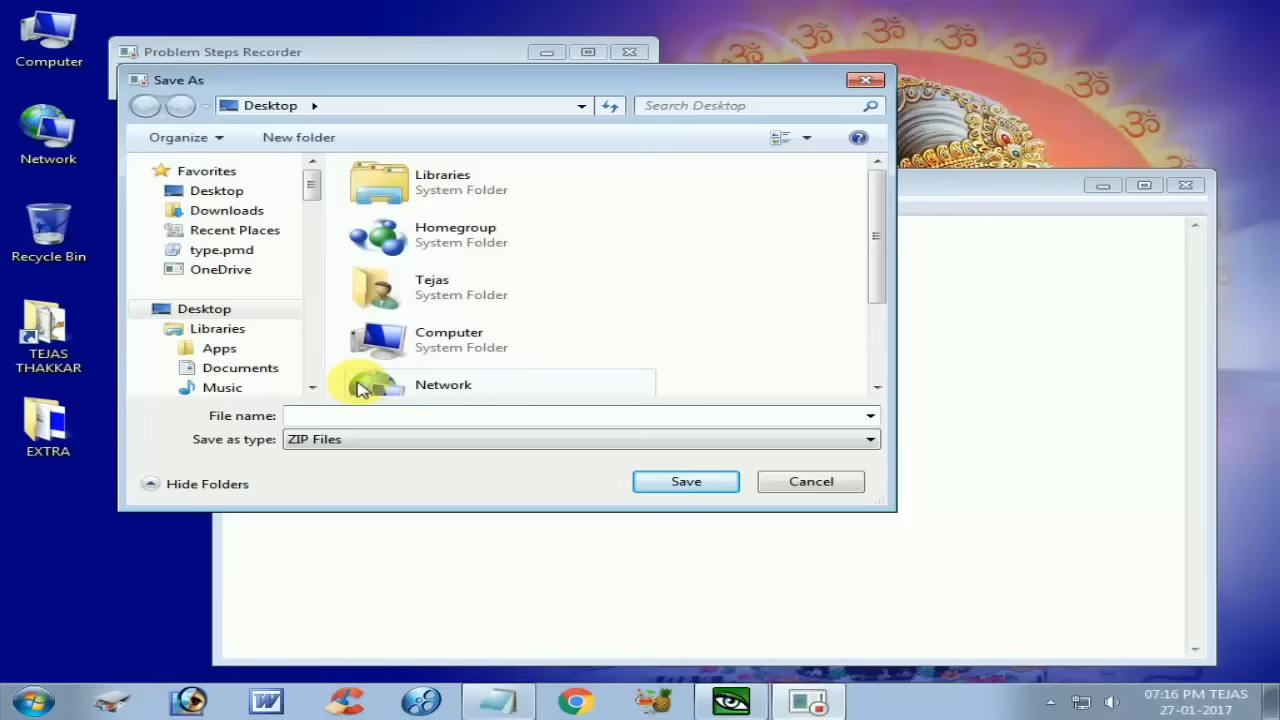 Computer
Network
Recycle Bin
TEJAS
THAKKAR
EXTRA
Problem Steps Recorder
Save As
Desktop
Search Desktop
Organize
New folder
Favorites
Desktop
Downloads
Recent Places
type.pmd
OneDrive
Desktop
Libraries
Apps
Documents
Music
Libraries
System Folder
Homegroup
System Folder
Tejas
System Folder
Computer
System Folder
Network
File name:
Save as type: ZIP Files
Hide Folders
Save
Cancel
ॐ ॐ ॐ ॐ ॐ ॐ ॐ
07:16 PM TEJAS
27-01-2017